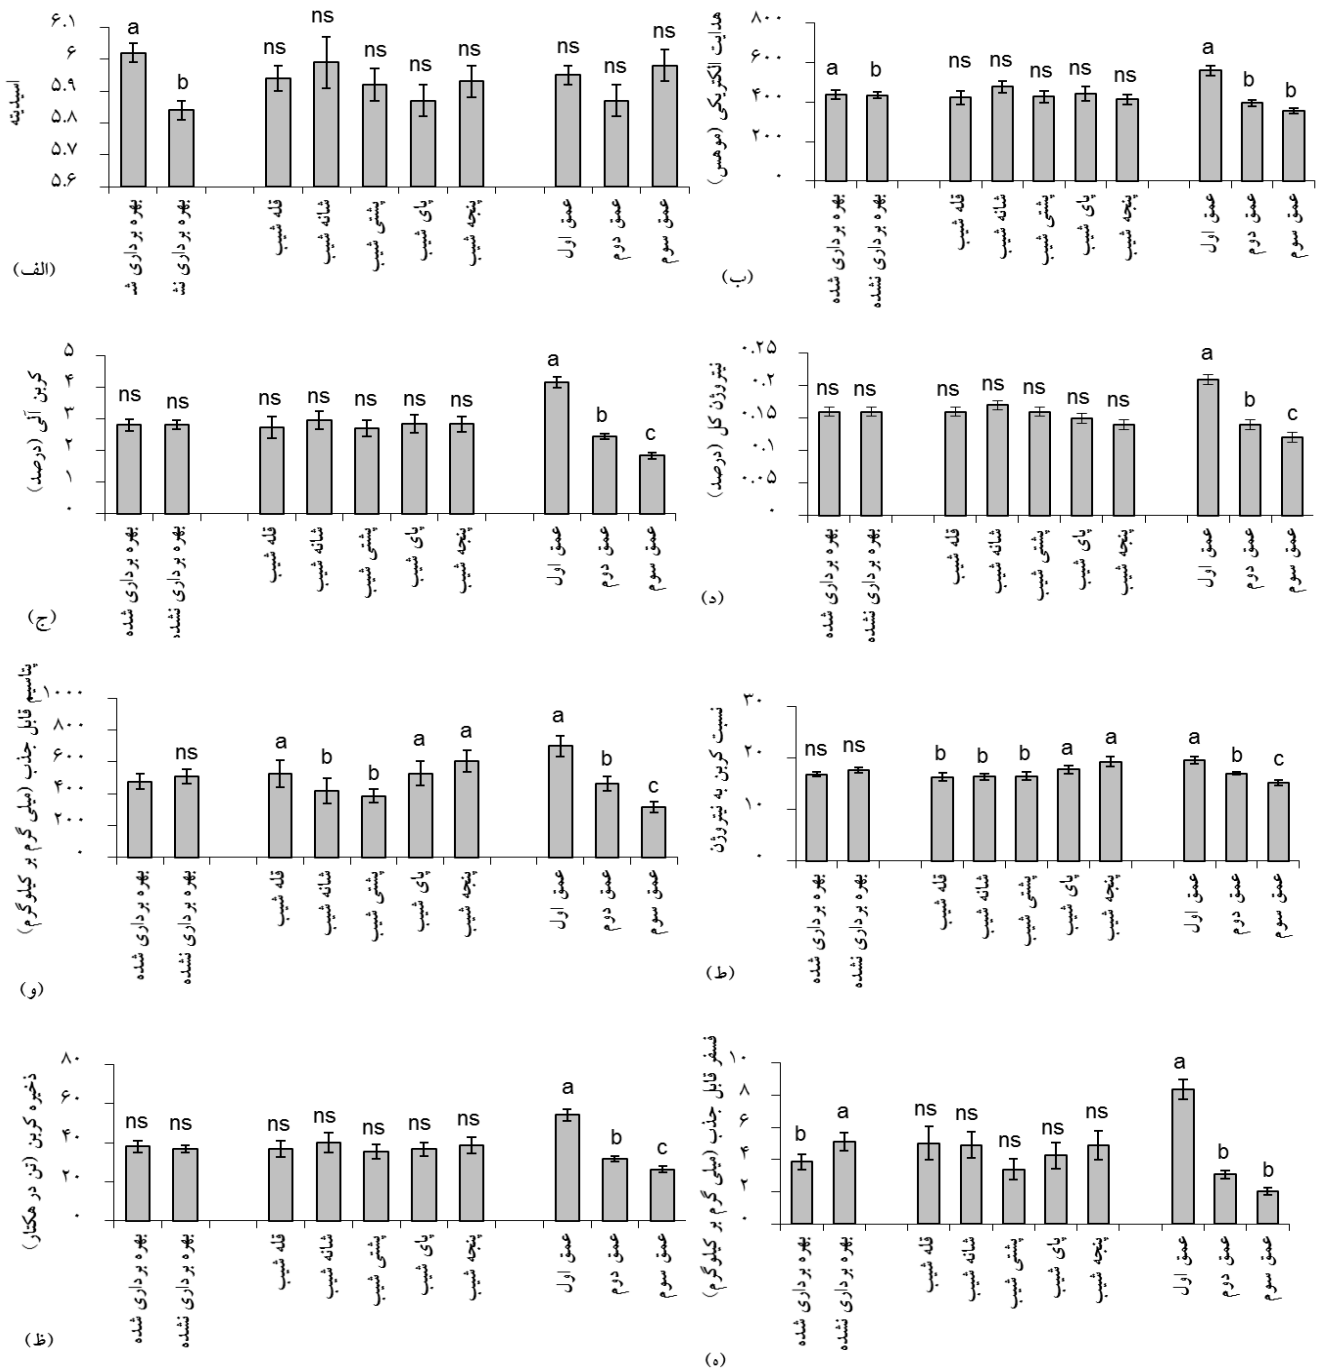 اسیدیته
۶.۱
۶
۵.۹
۵.۸
۵.۷
۵.۶
a
b
ns
ns
ns
ns
ns
ns
ns
ns
بهره برداری ش
بهره برداری نش
قله شیب
شانه شیب
پشتی شیب
پای شیب
پنجه شیب
عمق اول
عمق دوم
عمق سوم
(الف)
هدایت الکتریکی (موهس)
۸۰۰
۶۰۰
۴۰۰
۲۰۰
۰
a
b
ns
ns
ns
ns
ns
a
b
b
بهره برداری شده
بهره برداری نشده
قله شیب
شانه شیب
پشتی شیب
پای شیب
پنجه شیب
عمق اول
عمق دوم
عمق سوم
(ب)
کربن آلی (درصد)
۵
۴
۳
۲
۱
۰
ns
ns
ns
ns
ns
ns
ns
a
b
c
بهره برداری شده
بهره برداری نشده
قله شیب
شانه شیب
پشتی شیب
پای شیب
پنجه شیب
عمق اول
عمق دوم
عمق سوم
(ج)
نیتروژن کل (درصد)
۰.۲۵
۰.۲
۰.۱۵
۰.۱
۰.۰۵
۰
ns
ns
ns
ns
ns
ns
ns
a
b
c
بهره برداری شده
بهره برداری نشده
قله شیب
شانه شیب
پشتی شیب
پای شیب
پنجه شیب
عمق اول
عمق دوم
عمق سوم
(د)
پتاسیم قابل جذب (میلی گرم بر کیلوگرم)
۱۰۰۰
۸۰۰
۶۰۰
۴۰۰
۲۰۰
۰
ns
a
b
b
a
a
a
b
c
بهره برداری شده
بهره برداری نشده
قله شیب
شانه شیب
پشتی شیب
پای شیب
پنجه شیب
عمق اول
عمق دوم
عمق سوم
(و)
نسبت کربن به نیتروژن
۳۰
۲۰
۱۰
۰
ns
ns
b
b
b
a
a
a
b
c
بهره برداری شده
بهره برداری نشده
قله شیب
شانه شیب
پشتی شیب
پای شیب
پنجه شیب
عمق اول
عمق دوم
عمق سوم
(ط)
ذخیره کربن (تن در هکتار)
۸۰
۶۰
۴۰
۲۰
۰
ns
ns
ns
ns
ns
ns
ns
a
b
c
بهره برداری شده
بهره برداری نشده
قله شیب
شانه شیب
پشتی شیب
پای شیب
پنجه شیب
عمق اول
عمق دوم
عمق سوم
(ظ)
فسفر قابل جذب (میلی گرم بر کیلوگرم)
۱۰
۸
۶
۴
۲
۰
b
a
ns
ns
ns
ns
ns
a
b
b
بهره برداری شده
بهره برداری نشده
قله شیب
شانه شیب
پشتی شیب
پای شیب
پنجه شیب
عمق اول
عمق دوم
عمق سوم
(ه)